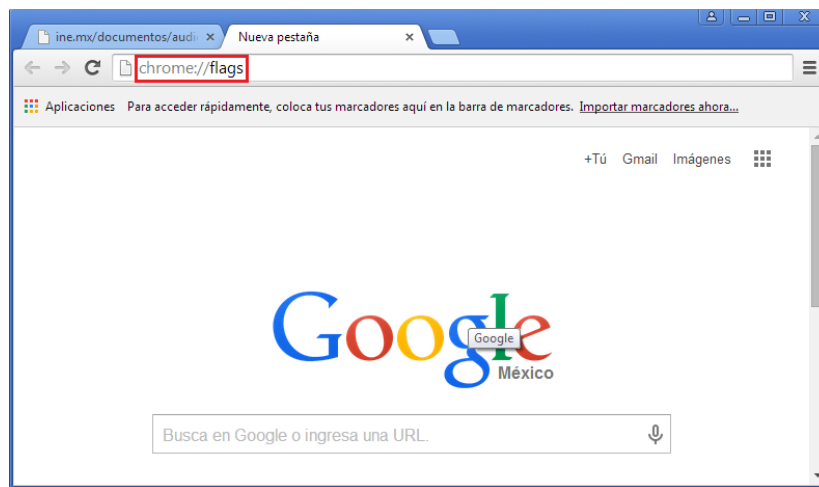 ine.mx/documentos/audi
Nueva pestaña
chrome://flags
Aplicaciones Para acceder rápidamente, coloca tus marcadores aquí en la barra de marcadores. Importar marcadores ahora...
+Tú Gmail Imágenes
Google
Google
México
Busca en Google o ingresa una URL.